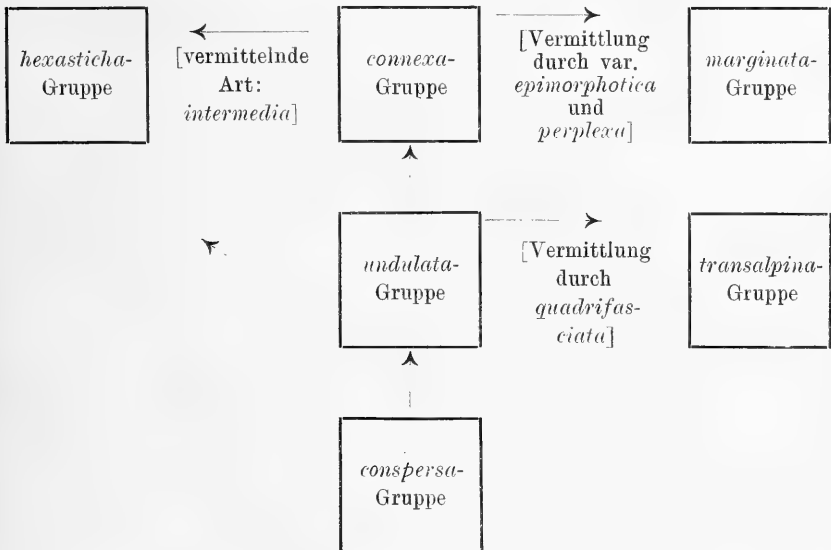 hexasticha-
Gruppe
[vermittelnde
Art:
intermedia]
connexa-
Gruppe
[Vermittlung
durch var.
epimorphotica
und
perplexa]
marginata-
Gruppe
undulata-
Gruppe
[Vermittlung
durch
quadrifas-
ciata]
transalpina-
Gruppe
conspersa-
Gruppe